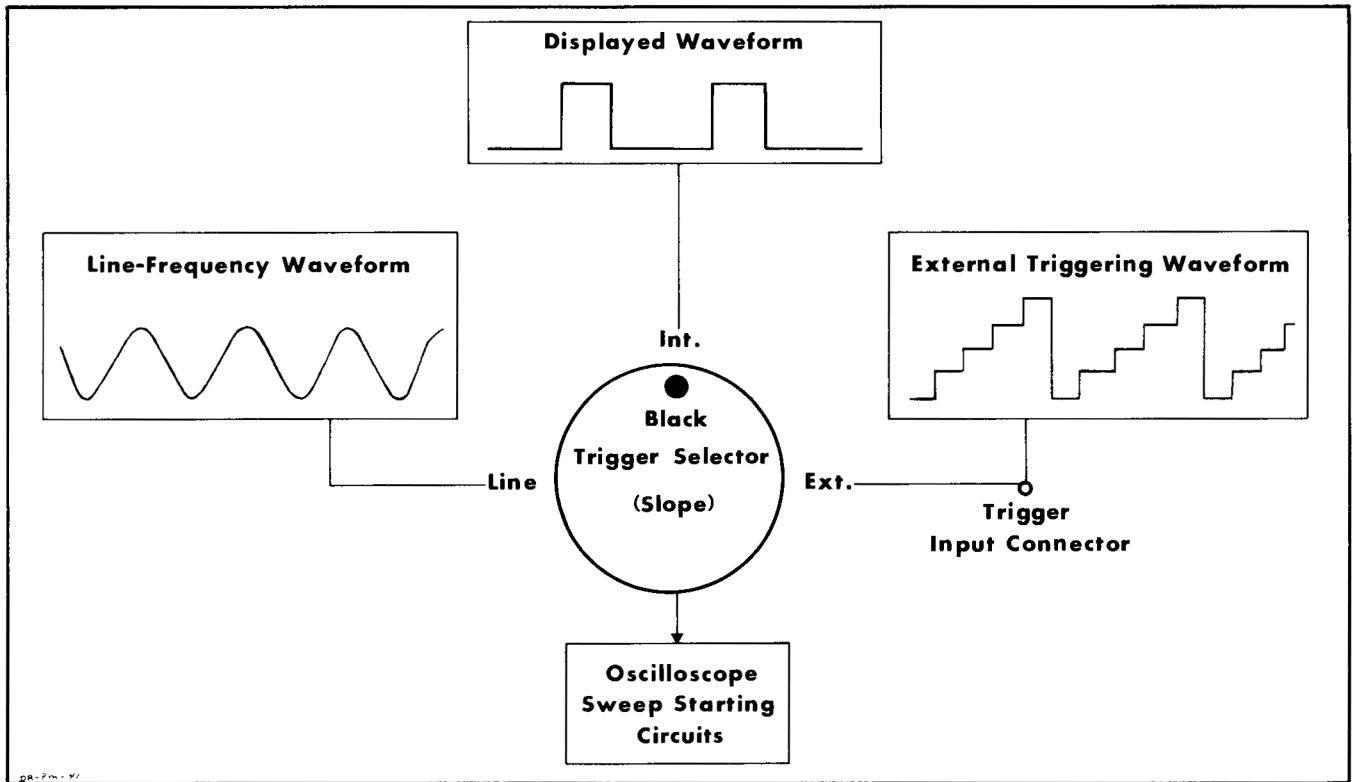 Displayed Waveform
Line-Frequency Waveform
External Triggering Waveform
Int.
Black
Trigger Selector
(Slope)
Line
Ext.
Trigger
Input Connector
Oscilloscope
Sweep Starting
Circuits